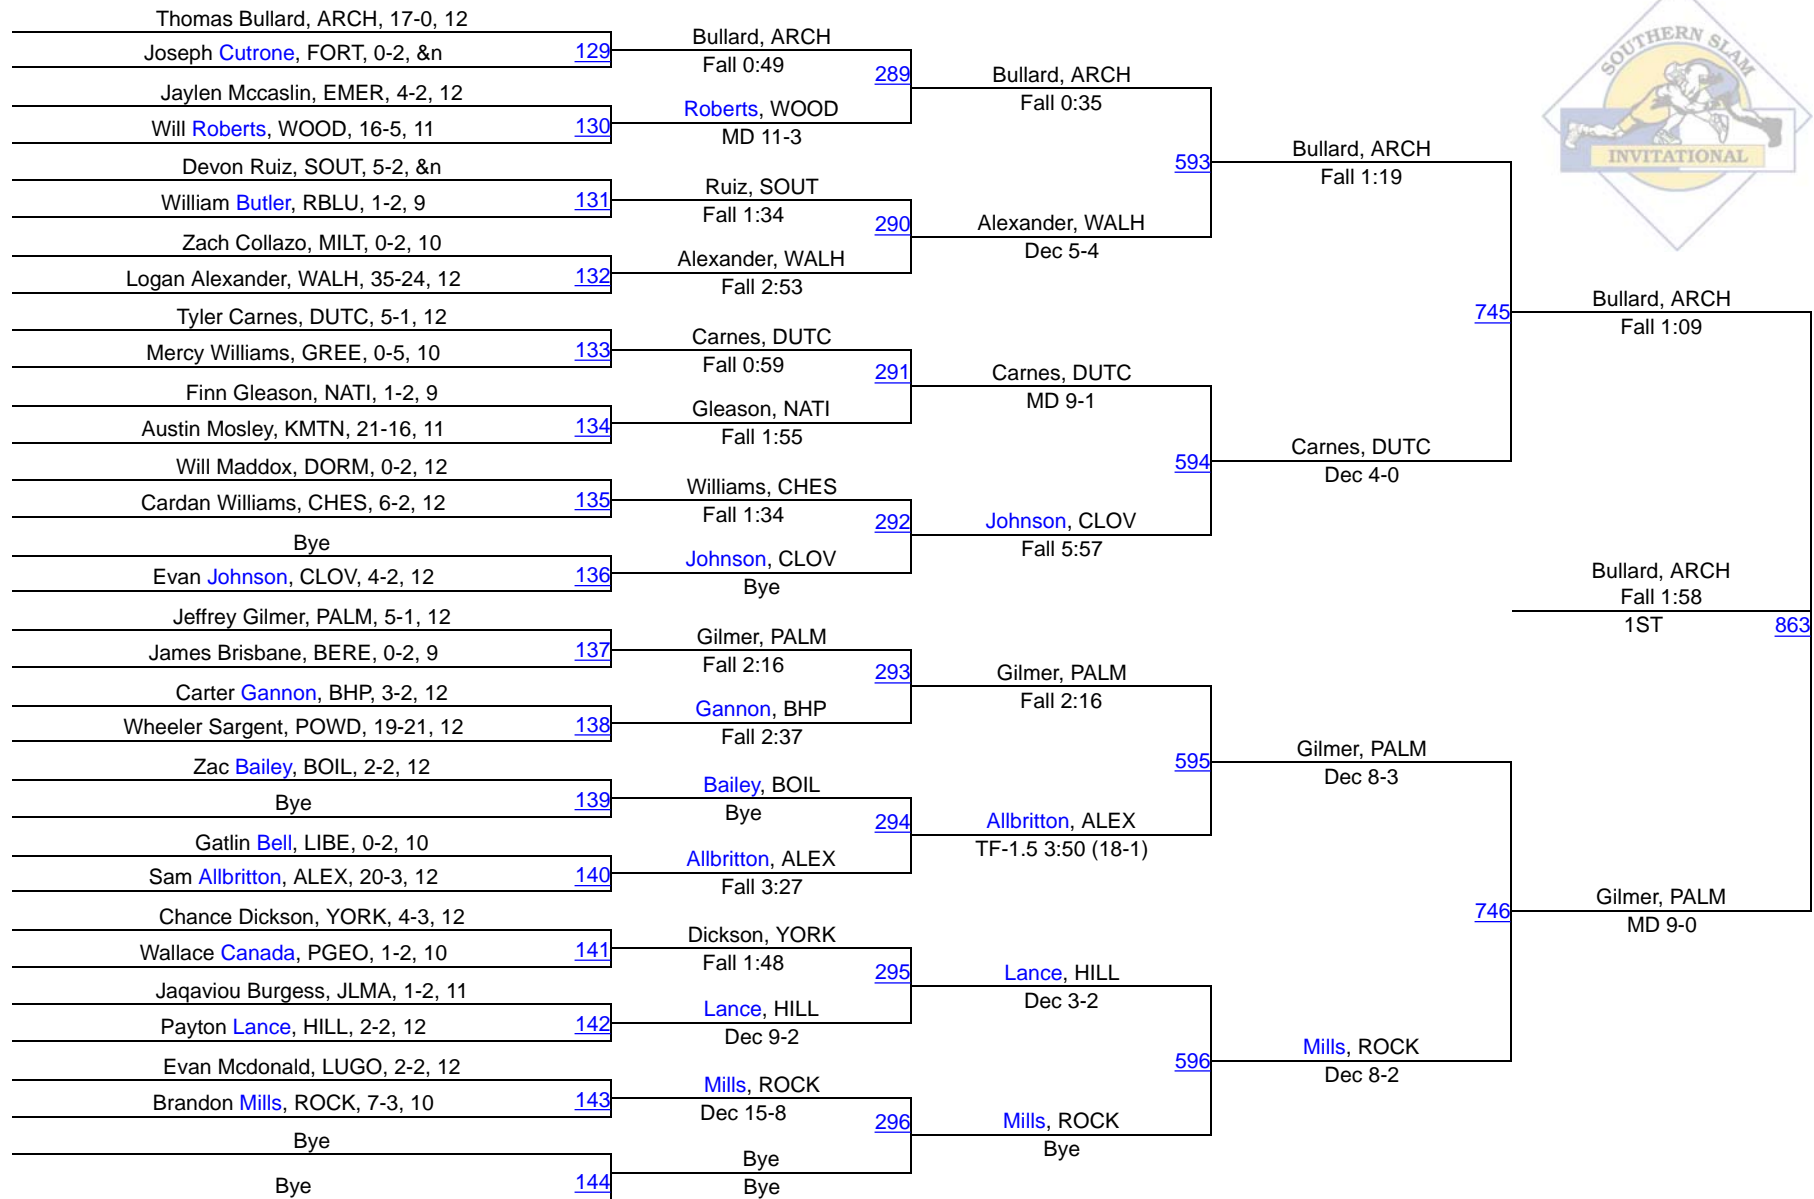 Thomas Bullard, ARCH, 17-0, 12
Joseph Cutrone, FORT, 0-2, &n
129
Jaylen Mccaslin, EMER, 4-2, 12
Will Roberts, WOOD, 16-5, 11
130
Devon Ruiz, SOUT, 5-2, &n
William Butler, RBLU, 1-2, 9
131
Zach Collazo, MILT, 0-2, 10
Logan Alexander, WALH, 35-24, 12
132
Tyler Carnes, DUTC, 5-1, 12
Mercy Williams, GREE, 0-5, 10
133
Finn Gleason, NATI, 1-2, 9
Austin Mosley, KMTN, 21-16, 11
134
Will Maddox, DORM, 0-2, 12
Cardan Williams, CHES, 6-2, 12
135
Bye
Evan Johnson, CLOV, 4-2, 12
136
Jeffrey Gilmer, PALM, 5-1, 12
James Brisbane, BERE, 0-2, 9
137
Carter Gannon, BHP, 3-2, 12
Wheeler Sargent, POWD, 19-21, 12
138
Zac Bailey, BOIL, 2-2, 12
Bye
139
Gatlin Bell, LIBE, 0-2, 10
Sam Allbritton, ALEX, 20-3, 12
140
Chance Dickson, YORK, 4-3, 12
Wallace Canada, PGEO, 1-2, 10
141
Jaqaviou Burgess, JLMA, 1-2, 11
Payton Lance, HILL, 2-2, 12
142
Evan Mcdonald, LUGO, 2-2, 12
Brandon Mills, ROCK, 7-3, 10
143
Bye
Bye
144
Bullard, ARCH
Fall 0:49
289
Roberts, WOOD
MD 11-3
Ruiz, SOUT
Fall 1:34
290
Alexander, WALH
Fall 2:53
Carnes, DUTC
Fall 0:59
291
Gleason, NATI
Fall 1:55
Williams, CHES
Fall 1:34
292
Johnson, CLOV
Bye
Gilmer, PALM
Fall 2:16
293
Gannon, BHP
Fall 2:37
Bailey, BOIL
Bye
294
Allbritton, ALEX
Fall 3:27
Dickson, YORK
Fall 1:48
295
Lance, HILL
Dec 9-2
Mills, ROCK
Dec 15-8
296
Bye
Bye
Bullard, ARCH
Fall 0:35
593
Alexander, WALH
Dec 5-4
Carnes, DUTC
MD 9-1
594
Johnson, CLOV
Fall 5:57
Gilmer, PALM
Fall 2:16
595
Allbritton, ALEX
TF-1.5 3:50 (18-1)
Lance, HILL
Dec 3-2
596
Mills, ROCK
Bye
Bullard, ARCH
Fall 1:19
745
Carnes, DUTC
Dec 4-0
Gilmer, PALM
Dec 8-3
746
Mills, ROCK
Dec 8-2
SOUTHERN SLAM
INVITATIONAL
Bullard, ARCH
Fall 1:09
Bullard, ARCH
Fall 1:58
1ST
863
Gilmer, PALM
MD 9-0